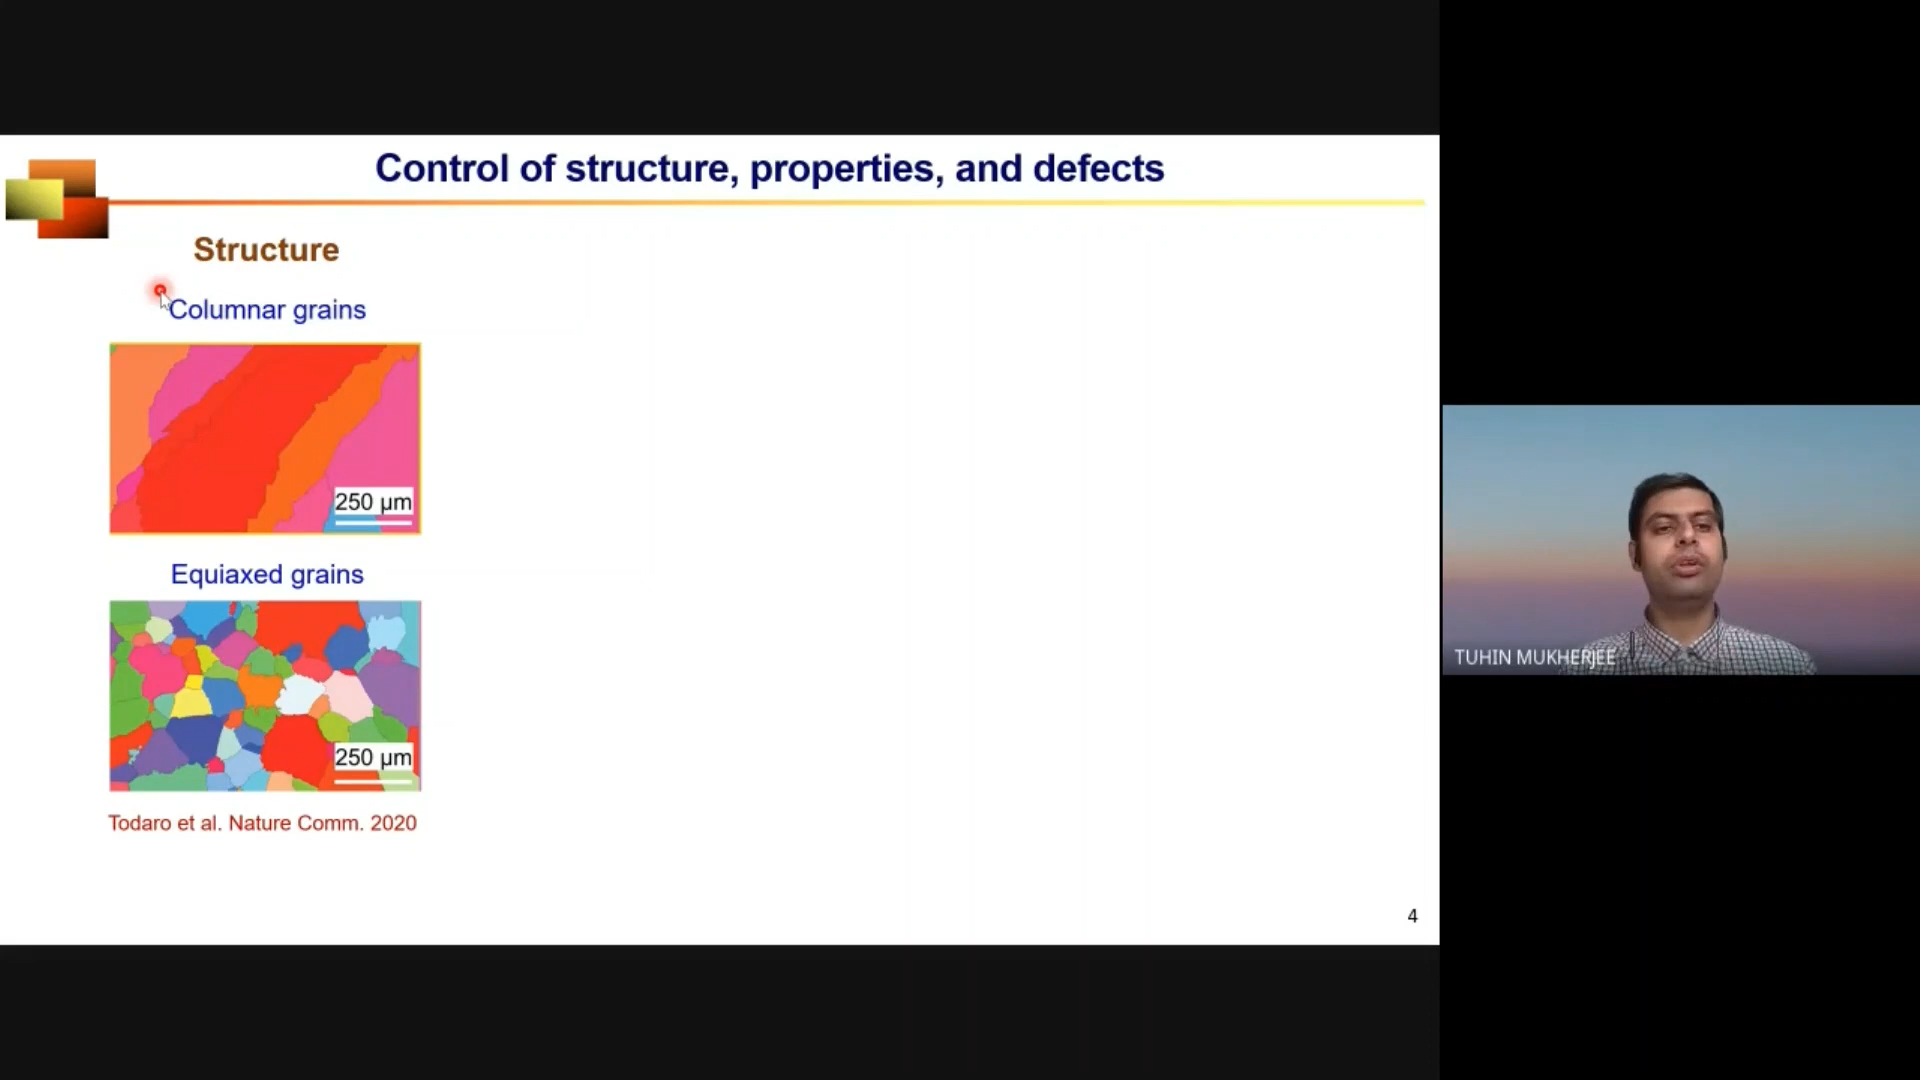 Control of structure, properties, and defects
Structure
Columnar grains
250 µm
Equiaxed grains
250 µm
Todaro et al. Nature Comm. 2020
4
TUHIN MUKHERJEE